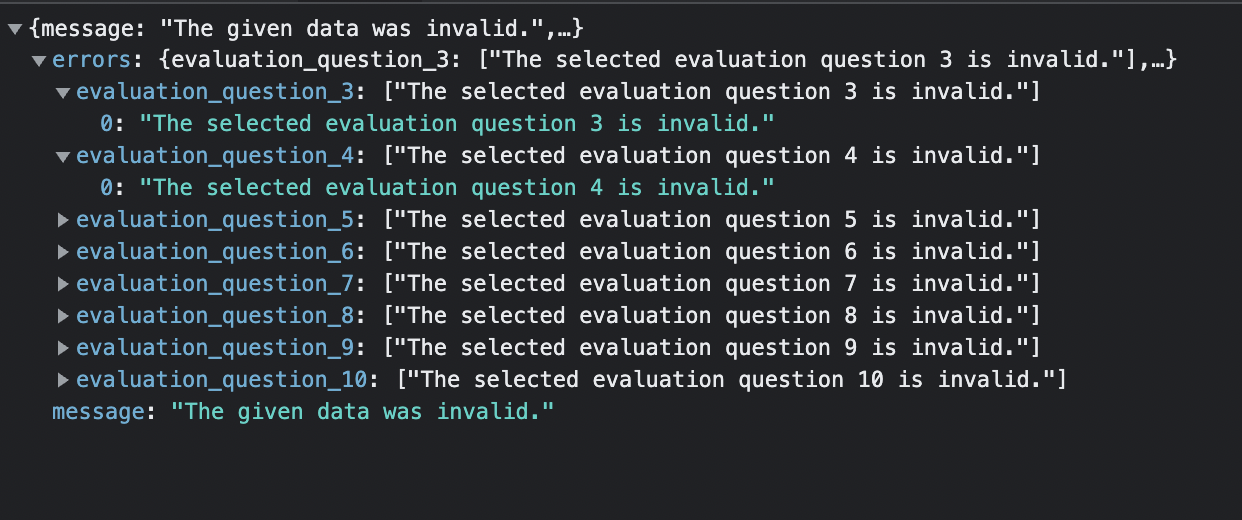 {message: "The given data was invalid.",…}
errors: {evaluation_question_3: ["The selected evaluation question 3 is invalid."],…}
evaluation_question_3: ["The selected evaluation question 3 is invalid."]
0: "The selected evaluation question 3 is invalid."
evaluation_question_4: ["The selected evaluation question 4 is invalid."]
0: "The selected evaluation question 4 is invalid."
evaluation_question_5: ["The selected evaluation question 5 is invalid."]
evaluation_question_6: ["The selected evaluation question 6 is invalid."]
evaluation_question_7: ["The selected evaluation question 7 is invalid."]
evaluation_question_8: ["The selected evaluation question 8 is invalid."]
evaluation_question_9: ["The selected evaluation question 9 is invalid."]
evaluation_question_10: ["The selected evaluation question 10 is invalid."]
message: "The given data was invalid."